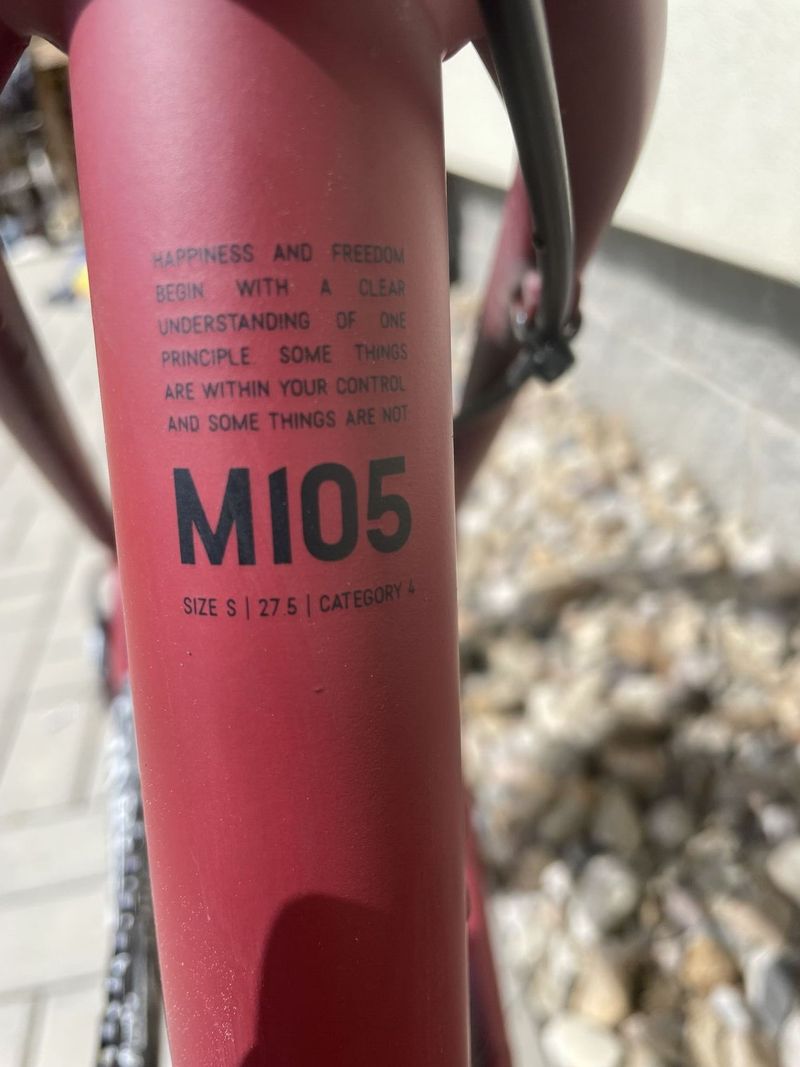 HAPPINESS AND FREEDOM
BEGIN WITH A CLEAR
UNDERSTANDING OF ONE
PRINCIPLE SOME THINGS
ARE WITHIN YOUR CONTROL
AND SOME THINGS ARE NOT
M105
SIZE S | 27.5 | CATEGORY 4